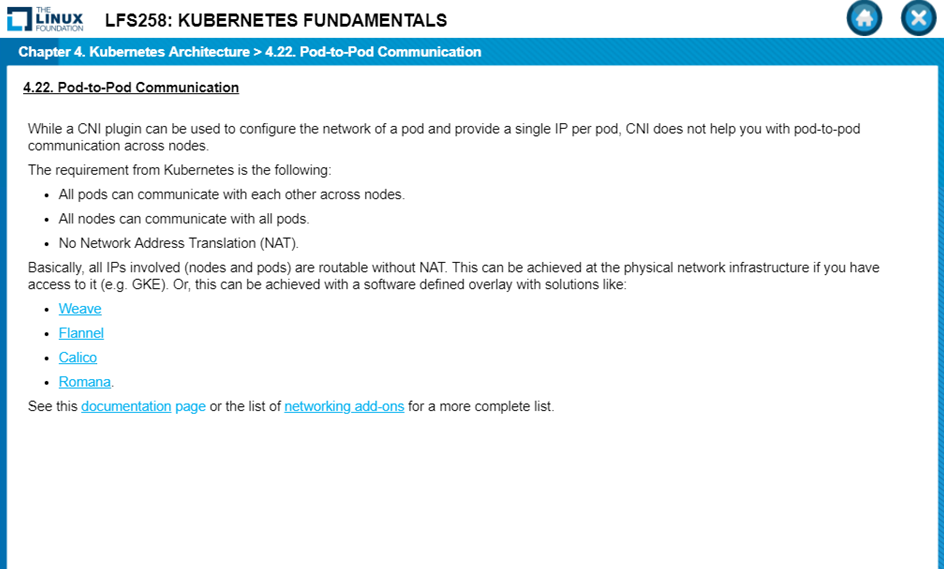 THE
LINUX
FOUNDATION
LFS258: KUBERNETES FUNDAMENTALS
Chapter 4. Kubernetes Architecture > 4.22. Pod-to-Pod Communication
4.22. Pod-to-Pod Communication
While a CNI plugin can be used to configure the network of a pod and provide a single IP per pod, CNI does not help you with pod-to-pod
communication across nodes.
The requirement from Kubernetes is the following:
• All pods can communicate with each other across nodes.
• All nodes can communicate with all pods.
• No Network Address Translation (NAT).
Basically, all IPs involved (nodes and pods) are routable without NAT. This can be achieved at the physical network infrastructure if you have
access to it (e.g. GKE). Or, this can be achieved with a software defined overlay with solutions like:
• Weave
• Flannel
• Calico
• Romana.
See this documentation page or the list of networking add-ons for a more complete list.